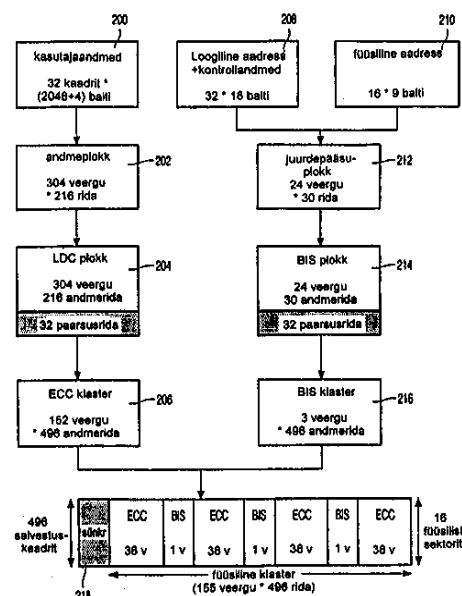 200
kasutajaandmed
32 kaadrit *
(2048+4) baiti
208
Loogiline aadress
+kontrollandmed
32 * 18 baiti
210
füüsiline aadress
16 * 9 baiti
202
andmeplokk
304 veergu
* 216 rida
212
juurdepääsu-
plokk
24 veergu
* 30 rida
204
LDC plokk
304 veergu
216 andmerida
32 paarsusrida
214
BIS plokk
24 veergu
30 andmerida
32 paarsusrida
206
ECC klaster
152 veergu
* 496 andmerida
216
BIS klaster
3 veergu
* 496 andmerida
496
salvestus-
kaadrit
sünkr
ECC BIS ECC BIS ECC BIS ECC
38 v 1 v 38 v 1 v 38 v 1 v 38 v
16
füüsilist
sektorit
218
füüsiline klaster
(155 veergu * 496 rida)